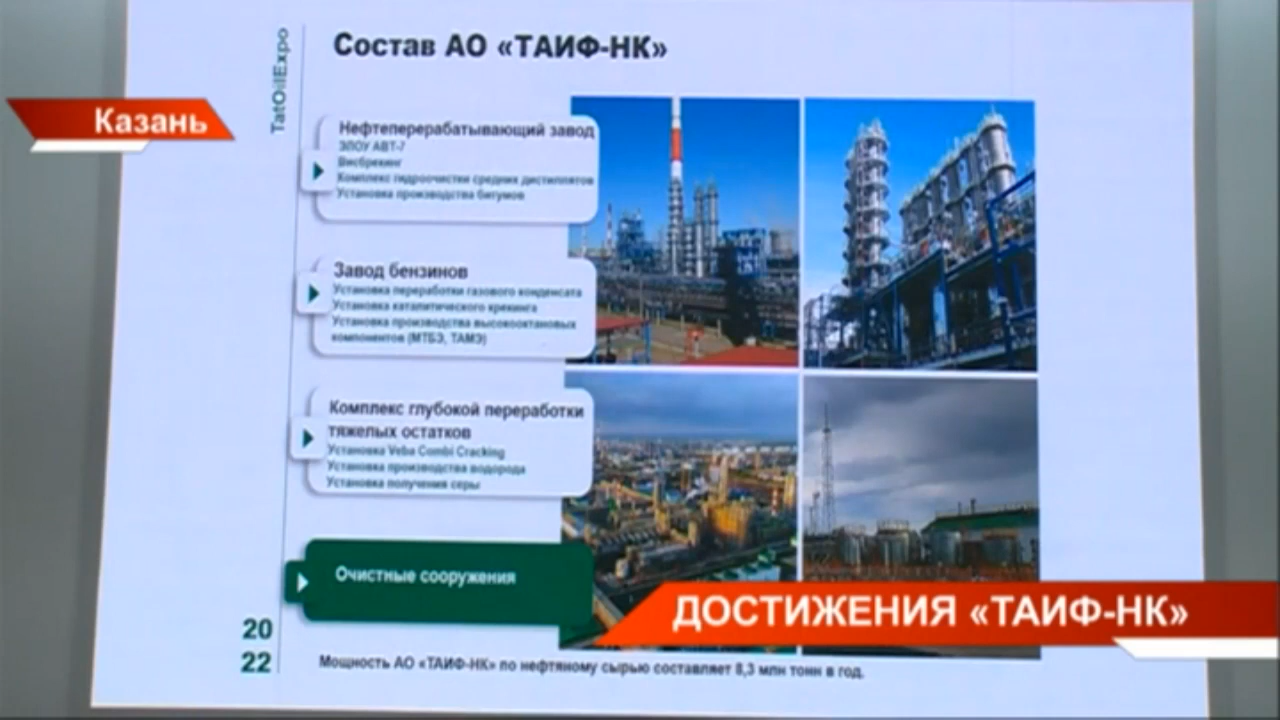 TatOilExpo
Состав АО «ТАИФ-НК»
Казань
Нефтеперерабатывающий завод
ЭЛОУ АВТ-7
Висбрекинг
Комплекс гидроочистки средних дистиллятов
Установка производства битумов
Завод бензинов
Установка переработки газового конденсата
Установка каталитического крекинга
Установка производства высокооктановых
компонентов (МТБЭ, ТАМЭ)
Комплекс глубокой переработки
тяжелых остатков
Установка Veba Combi Cracking
Установка производства водорода
Установка получения серы
Очистные сооружения
ДОСТИЖЕНИЯ «ТАИФ-НК»
20
22
Мощность АО «ТАИФ-НК» по нефтяному сырью составляет 8,3 млн тонн в год.